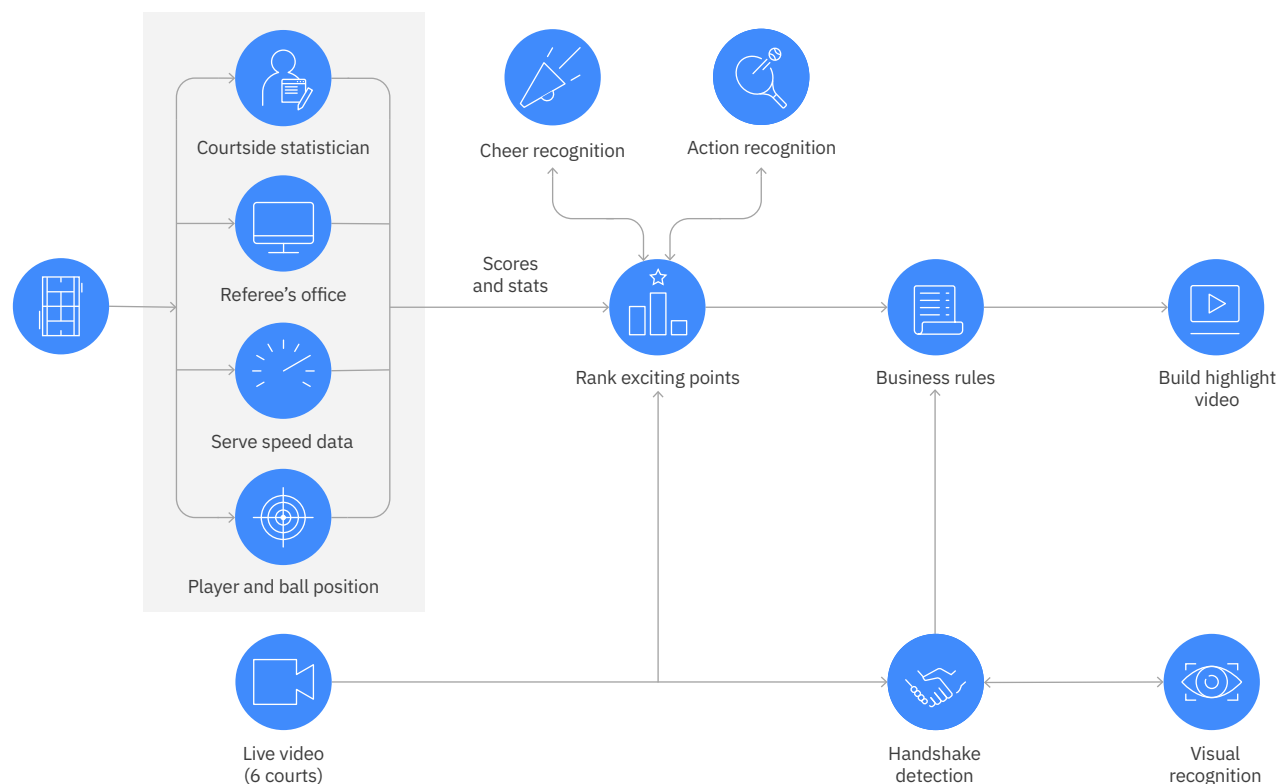 Courtside statistician
Cheer recognition
Action recognition
Referee’s office
Scores
and stats
Rank exciting points
Business rules
Build highlight
video
Serve speed data
Player and ball position
Live video
(6 courts)
Handshake
detection
Visual
recognition